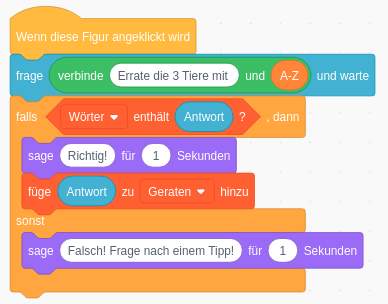 Wenn diese Figur angeklickt wird
frage verbinde Errate die 3 Tiere mit und A-Z und warte
falls Wörter enthält Antwort ? , dann
sage Richtig! für 1 Sekunden
füge Antwort zu Geraten hinzu
sonst
sage Falsch! Frage nach einem Tipp! für 1 Sekunden